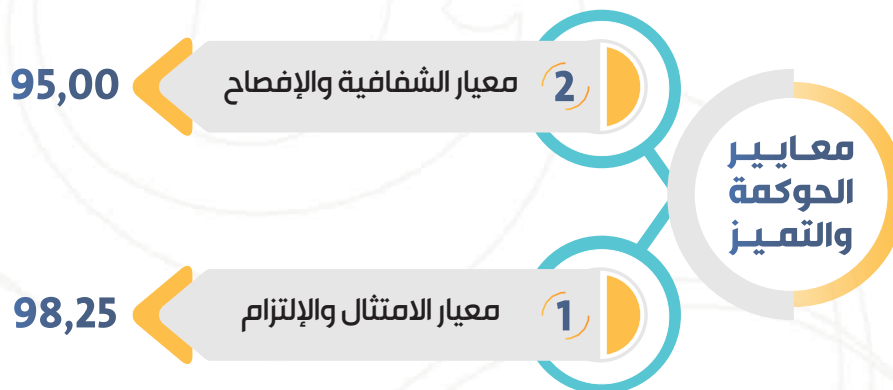 معايير
الحوكمة
والتميز
2
معيار الشفافية والإفصاح
95,00
1
معيار الامتثال والإلتزام
98,25